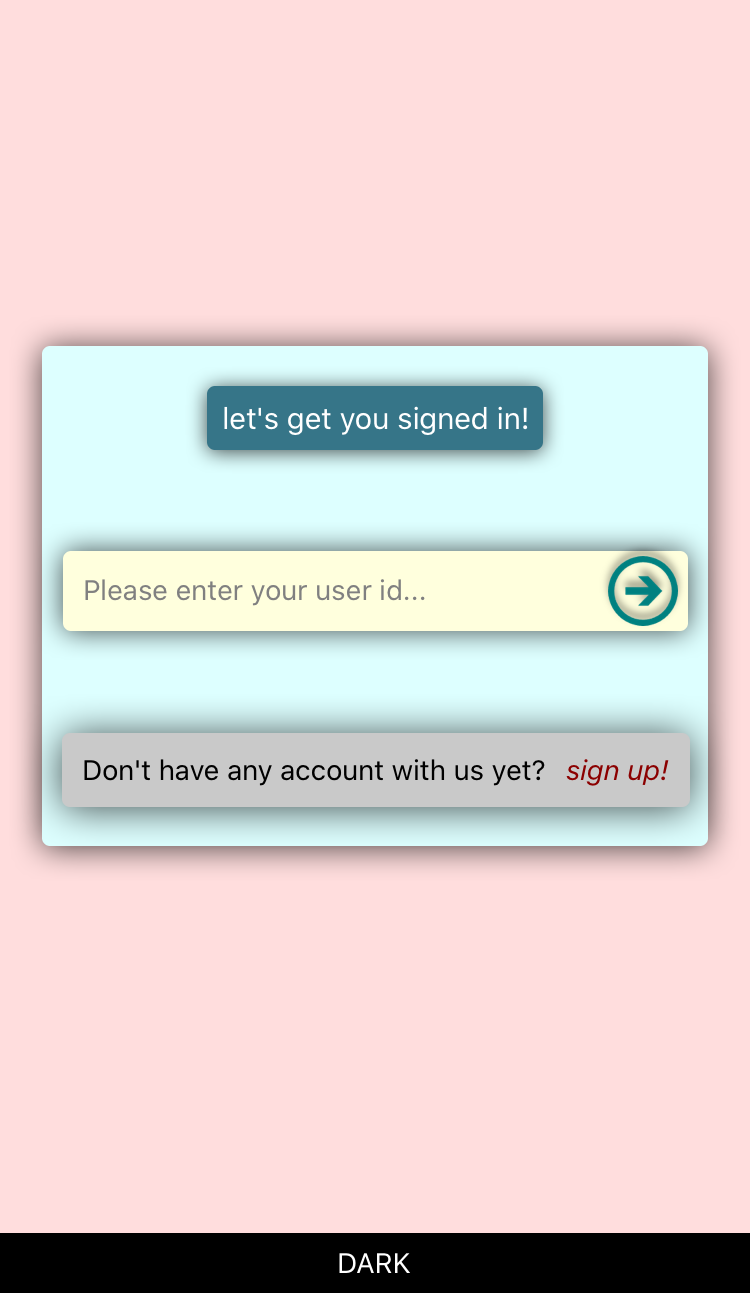 let's get you signed in!
Please enter your user id...
Don't have any account with us yet? sign up!
DARK